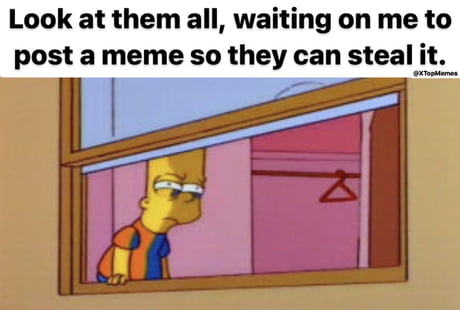 Look at them all, waiting on me to
post a meme so they can steal it.
@XTopMemes